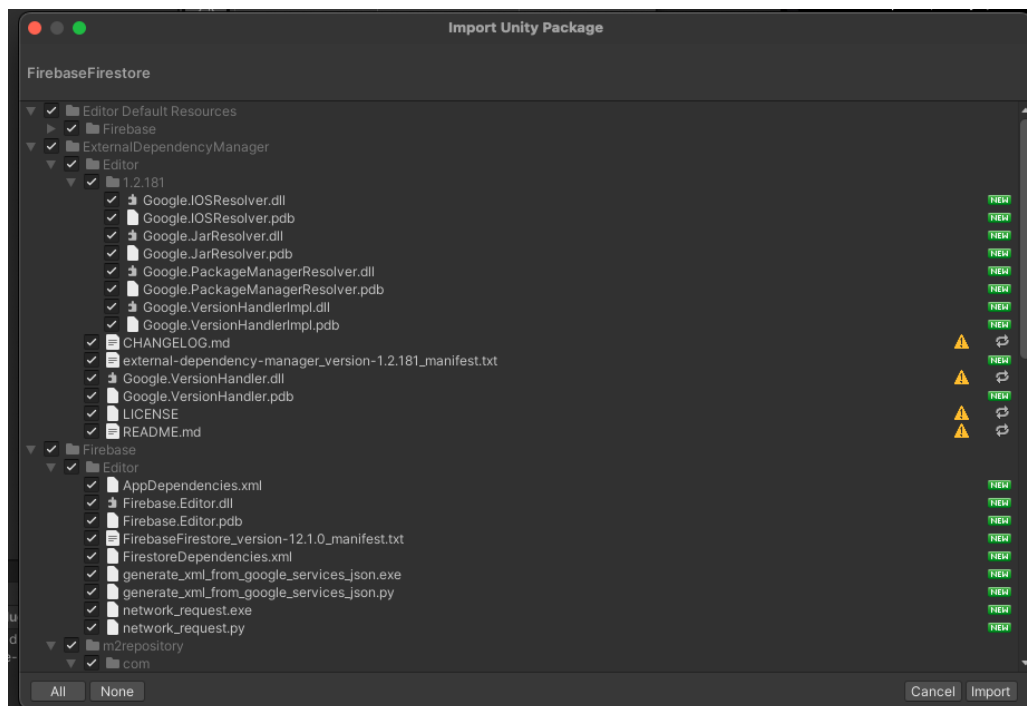 Import Unity Package
FirebaseFirestore
Editor Default Resources
Firebase
ExternalDependencyManager
Editor
1.2.181
Google.IOSResolver.dll NEW
Google.IOSResolver.pdb NEW
Google.JarResolver.dll NEW
Google.JarResolver.pdb NEW
Google.PackageManagerResolver.dll NEW
Google.PackageManagerResolver.pdb NEW
Google.VersionHandlerImpl.dll NEW
Google.VersionHandlerImpl.pdb NEW
CHANGELOG.md
external-dependency-manager_version-1.2.181_manifest.txt NEW
Google.VersionHandler.dll
Google.VersionHandler.pdb NEW
LICENSE
README.md
Firebase
Editor
AppDependencies.xml NEW
Firebase.Editor.dll NEW
Firebase.Editor.pdb NEW
FirebaseFirestore_version-12.1.0_manifest.txt NEW
FirestoreDependencies.xml NEW
generate_xml_from_google_services_json.exe NEW
generate_xml_from_google_services_json.py NEW
network_request.exe NEW
network_request.py NEW
m2repository
com
All None Cancel Import